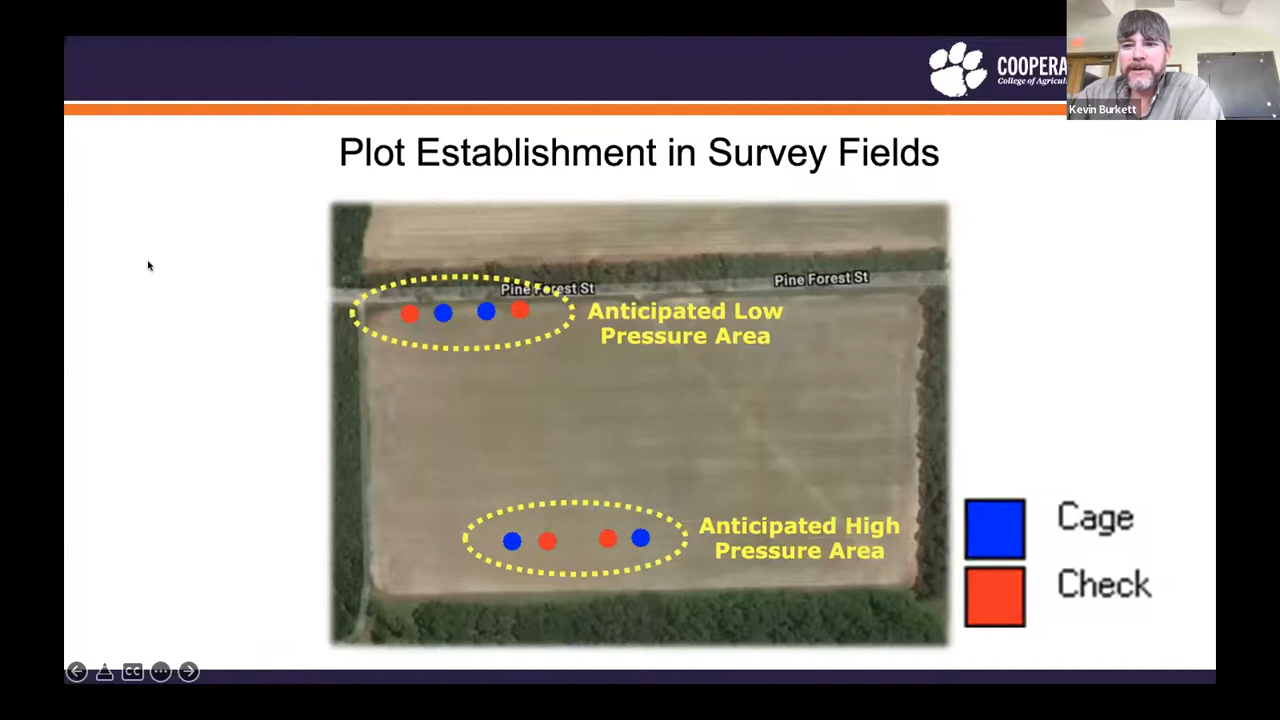 COOPERA
College of Agricul
Kevin Burkett
Plot Establishment in Survey Fields
Pine Forest St
Pine Forest St
Anticipated Low
Pressure Area
Anticipated High
Pressure Area
Cage
Check
CC